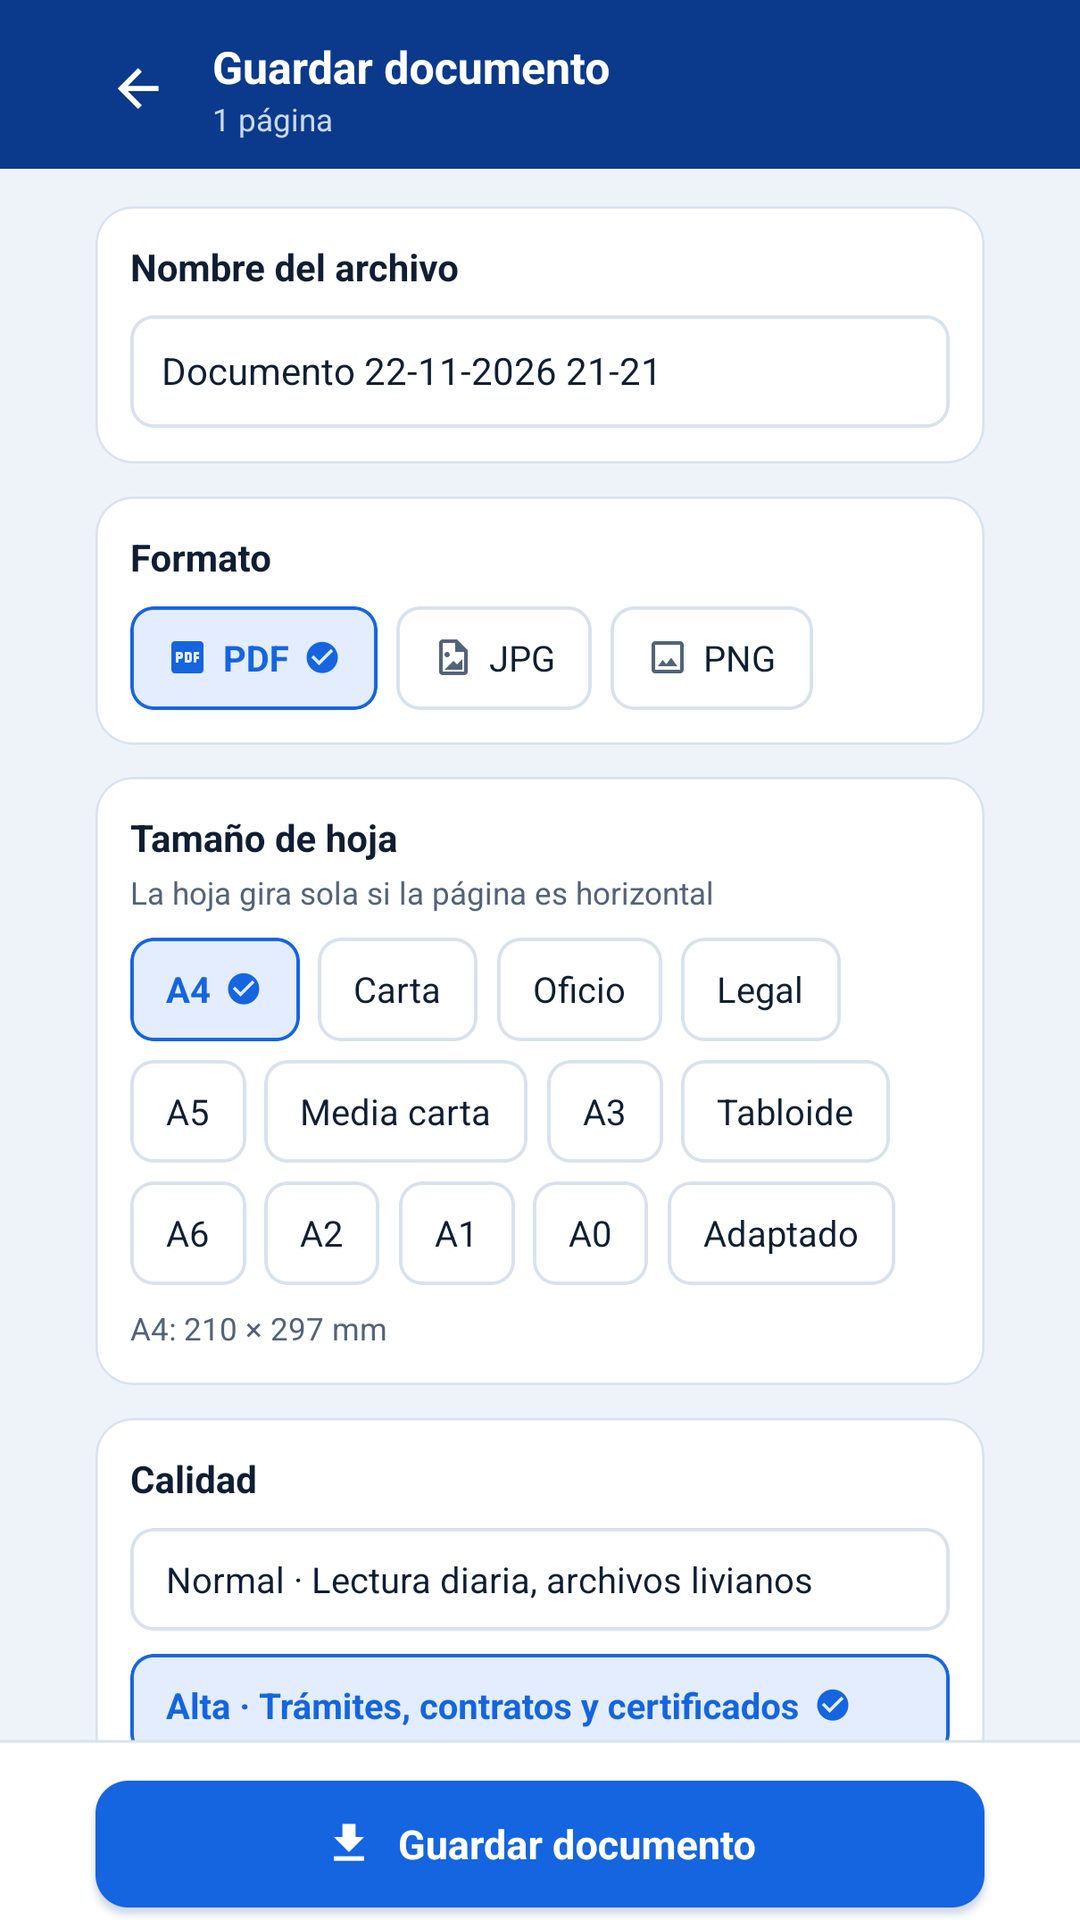 Guardar documento
1 página
Nombre del archivo
Documento 22-11-2026 21-21
Formato
PDF PDF
JPG
PNG
Tamaño de hoja
La hoja gira sola si la página es horizontal
A4 Carta Oficio Legal
A5 Media carta A3 Tabloide
A6 A2 A1 A0 Adaptado
A4: 210 × 297 mm
Calidad
Normal · Lectura diaria, archivos livianos
Alta · Trámites, contratos y certificados
Guardar documento